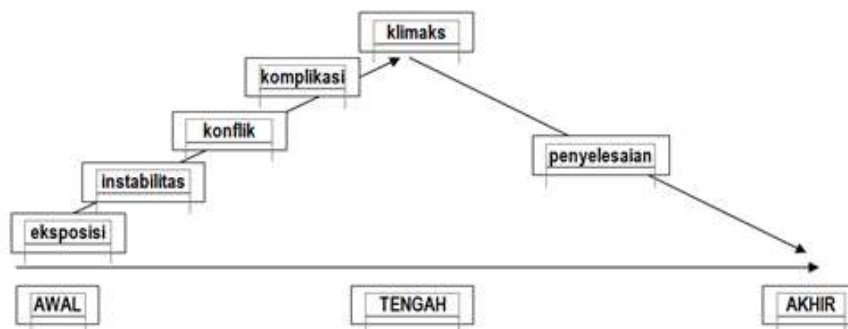 klimaks
komplikasi
konflik
penyelesaian
instabilitas
eksposisi
AWAL TENGAH AKHIR